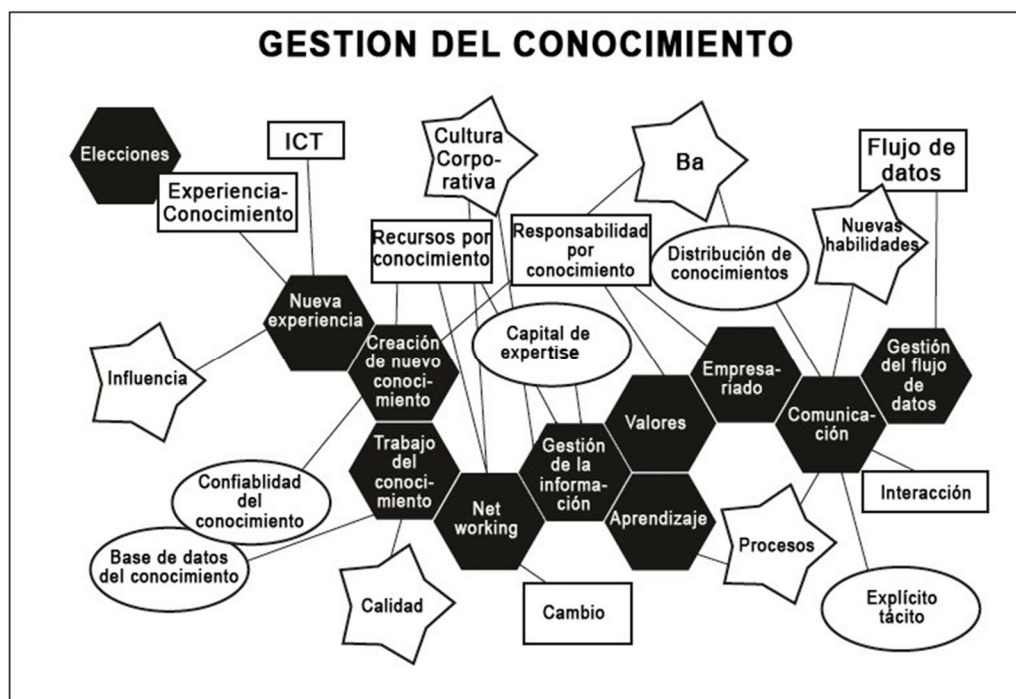 GESTION DEL CONOCIMIENTO
Elecciones
ICT
Experiencia-
Conocimiento
Cultura
Corpo-
rativa
Ba
Flujo de
datos
Recursos por
conocimiento
Responsabilidad
por
conocimiento
Distribución de
conocimientos
Nuevas
habilidades
Nueva
experiencia
Influencia
Creación
de nuevo
conoci-
miento
Capital de
expertise
Empresa-
riado
Gestión
del flujo
de
datos
Comunica-
ción
Valores
Trabajo
del
conoci-
miento
Gestión
de la
informa-
ción
Confiablidad
del
conocimiento
Net
working
Aprendizaje
Interacción
Base de datos
del conocimiento
Procesos
Calidad
Cambio
Explícito
tácito